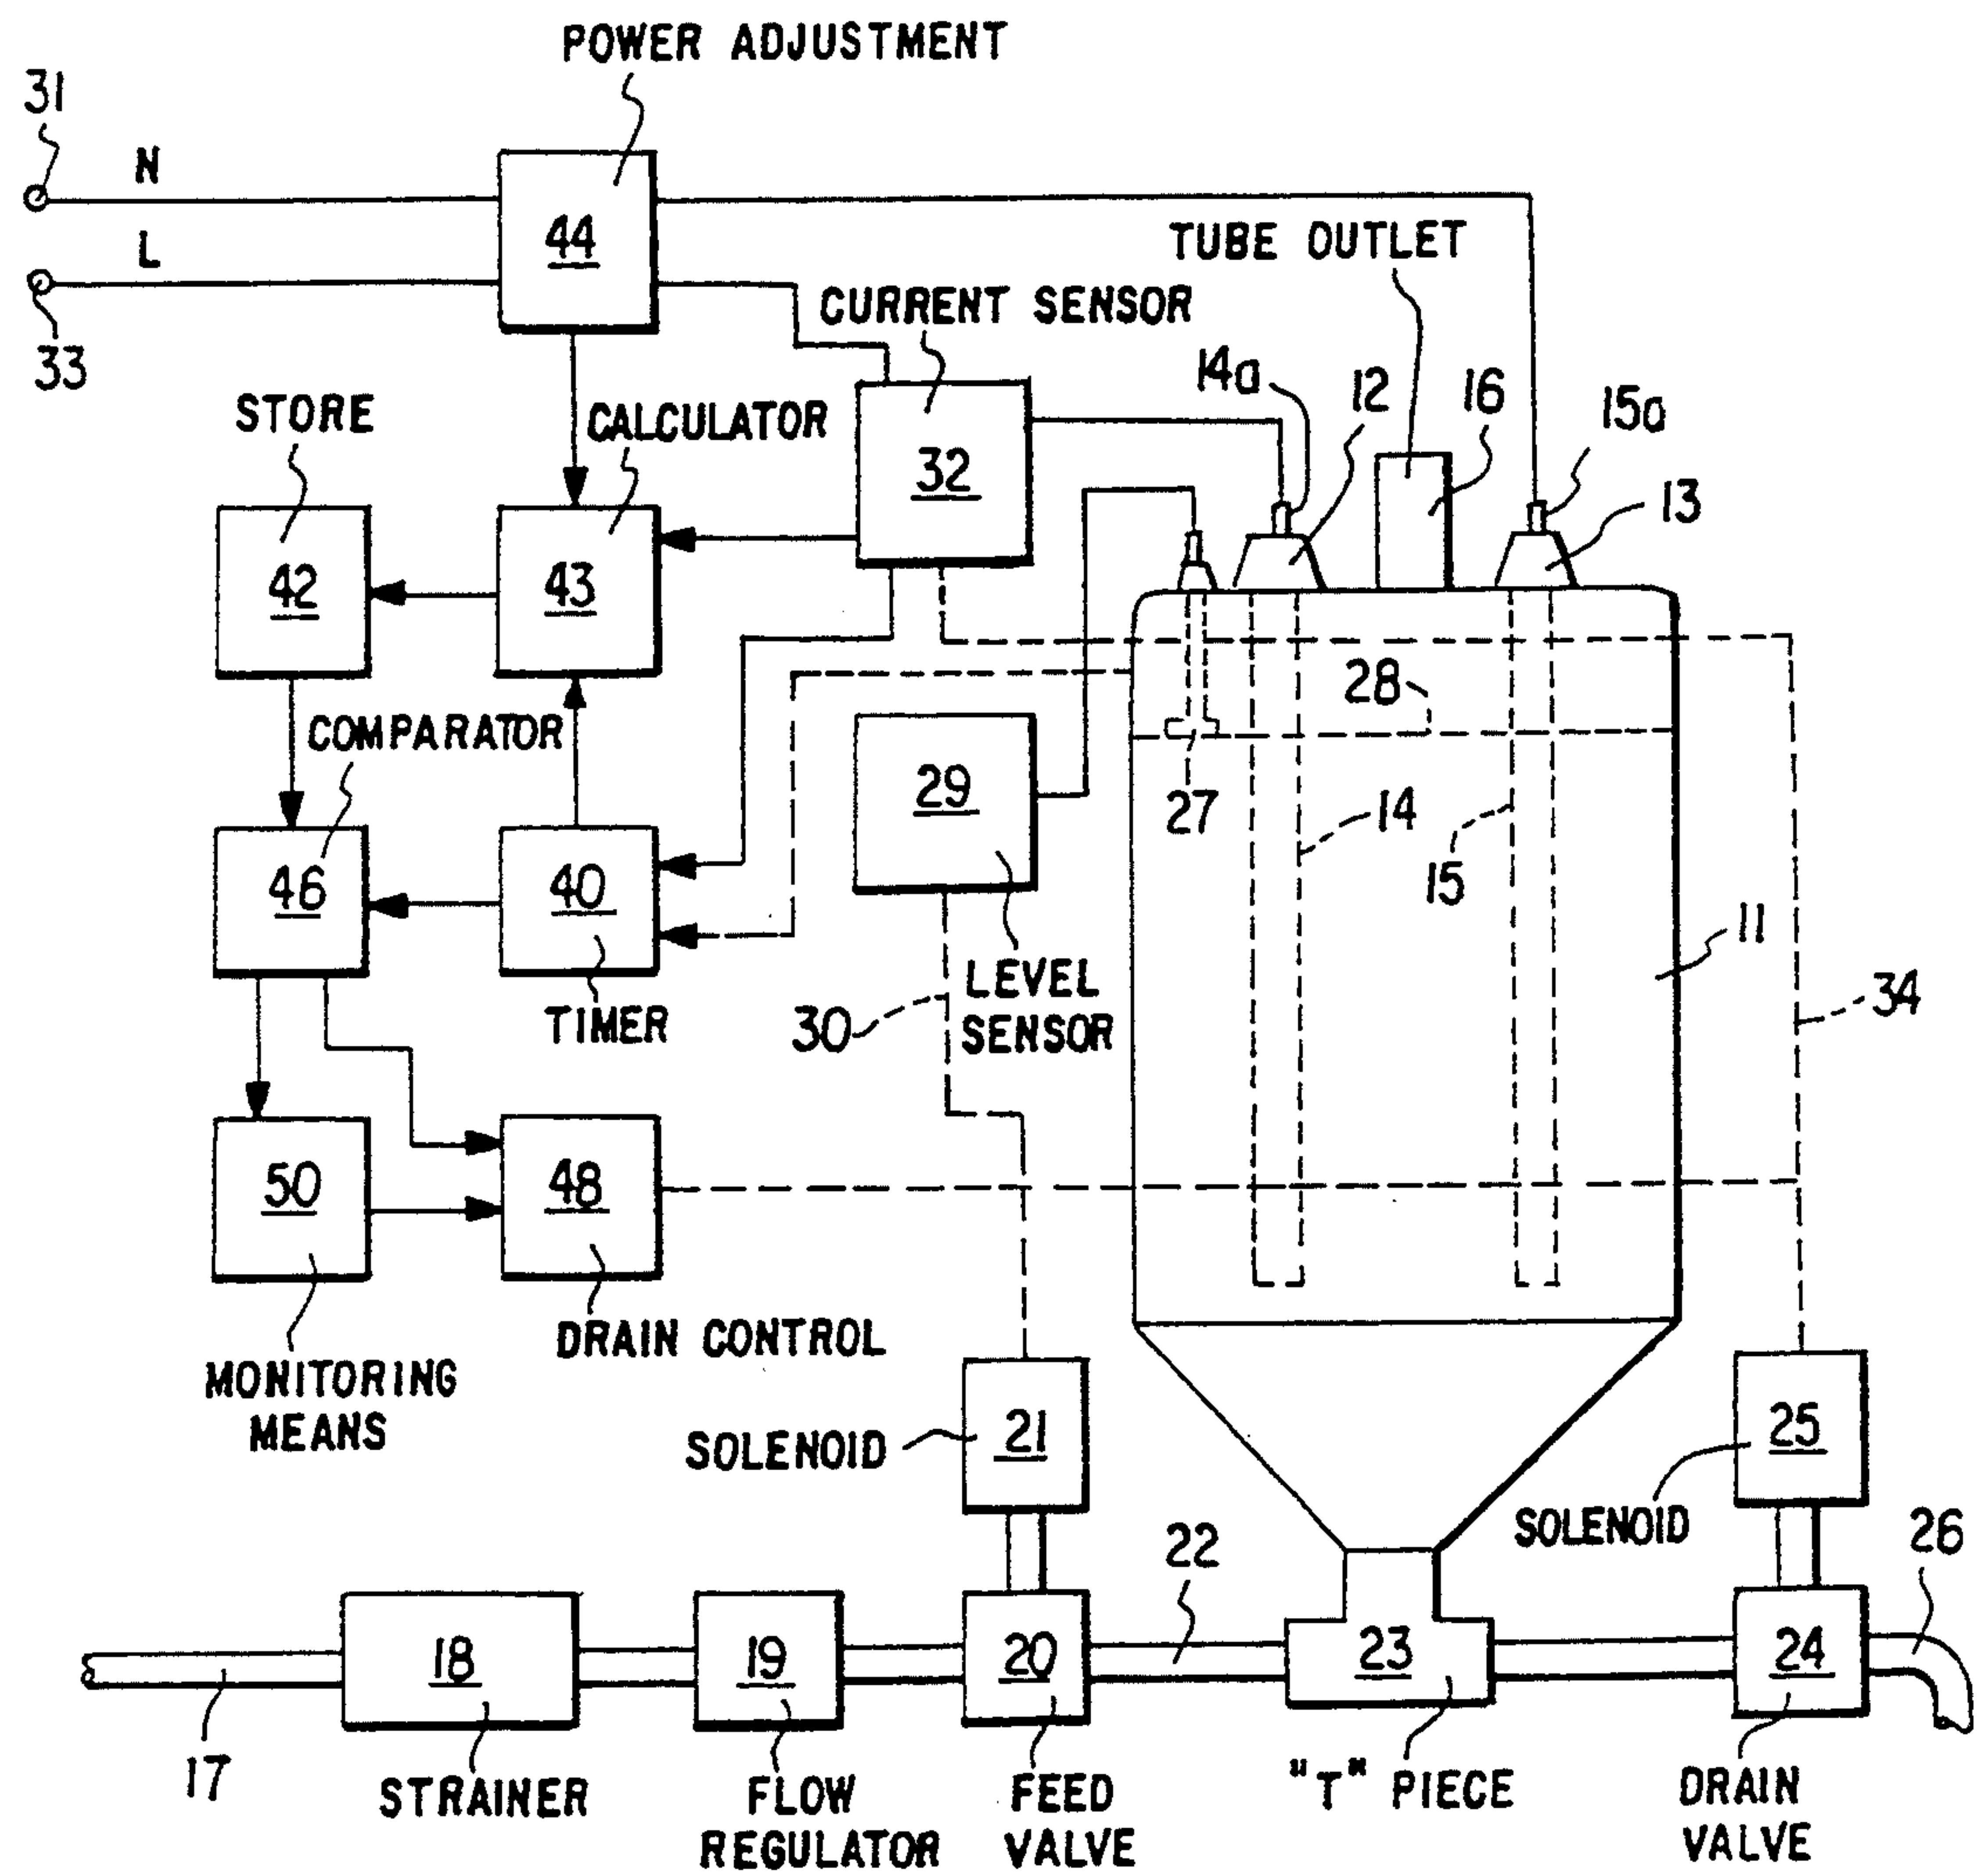 POWER ADJUSTMENT
31
N
44
L
33
TUBE OUTLET
CURRENT SENSOR
14a
12
16
15a
STORE
CALCULATOR
32
13
42
43
28
COMPARATOR
29
27
14
15
46
40
11
LEVEL
SENSOR
34
30
TIMER
50
48
DRAIN CONTROL
MONITORING
MEANS
SOLENOID
21
25
SOLENOID
22
26
18
19
20
23
24
17
STRAINER
FLOW
REGULATOR
FEED
VALVE
"T" PIECE
DRAIN
VALVE